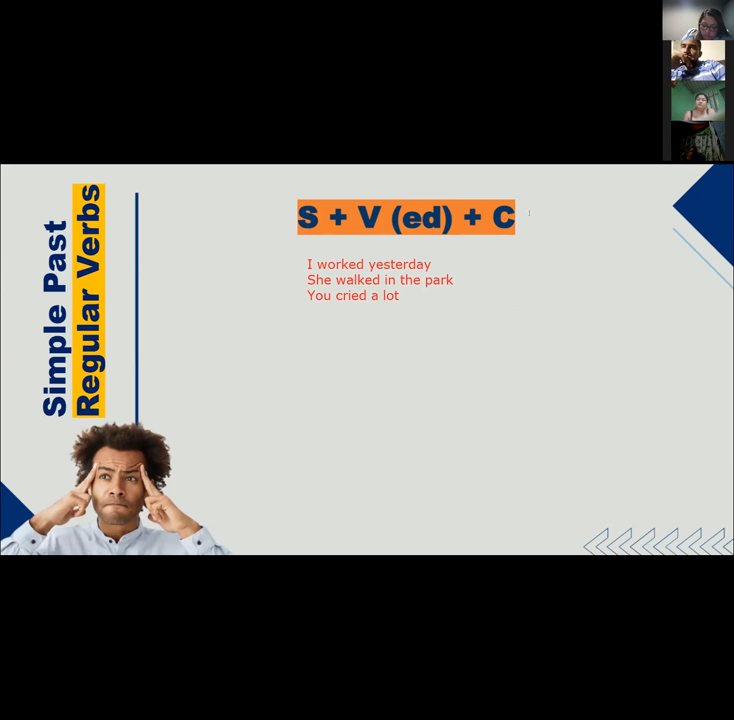 Simple Past
Regular Verbs
S + V (ed) + C
I worked yesterday
She walked in the park
You cried a lot